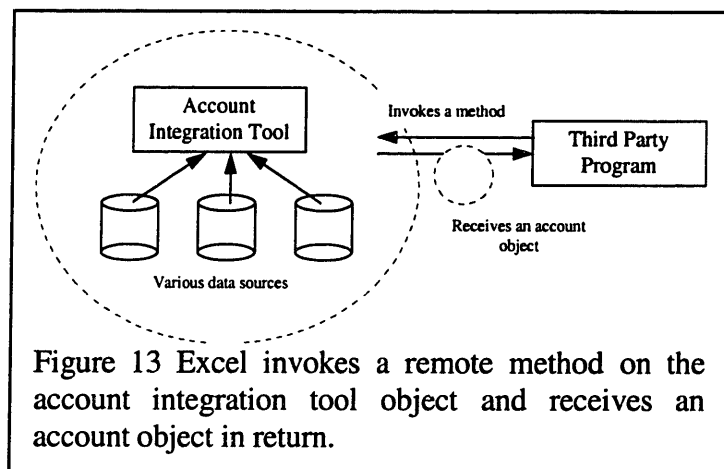 Account
Integration Tool
Invokes a method
Third Party
Program
Receives an account
object
Various data sources
Figure 13 Excel invokes a remote method on the
account integration tool object and receives an
account object in return.